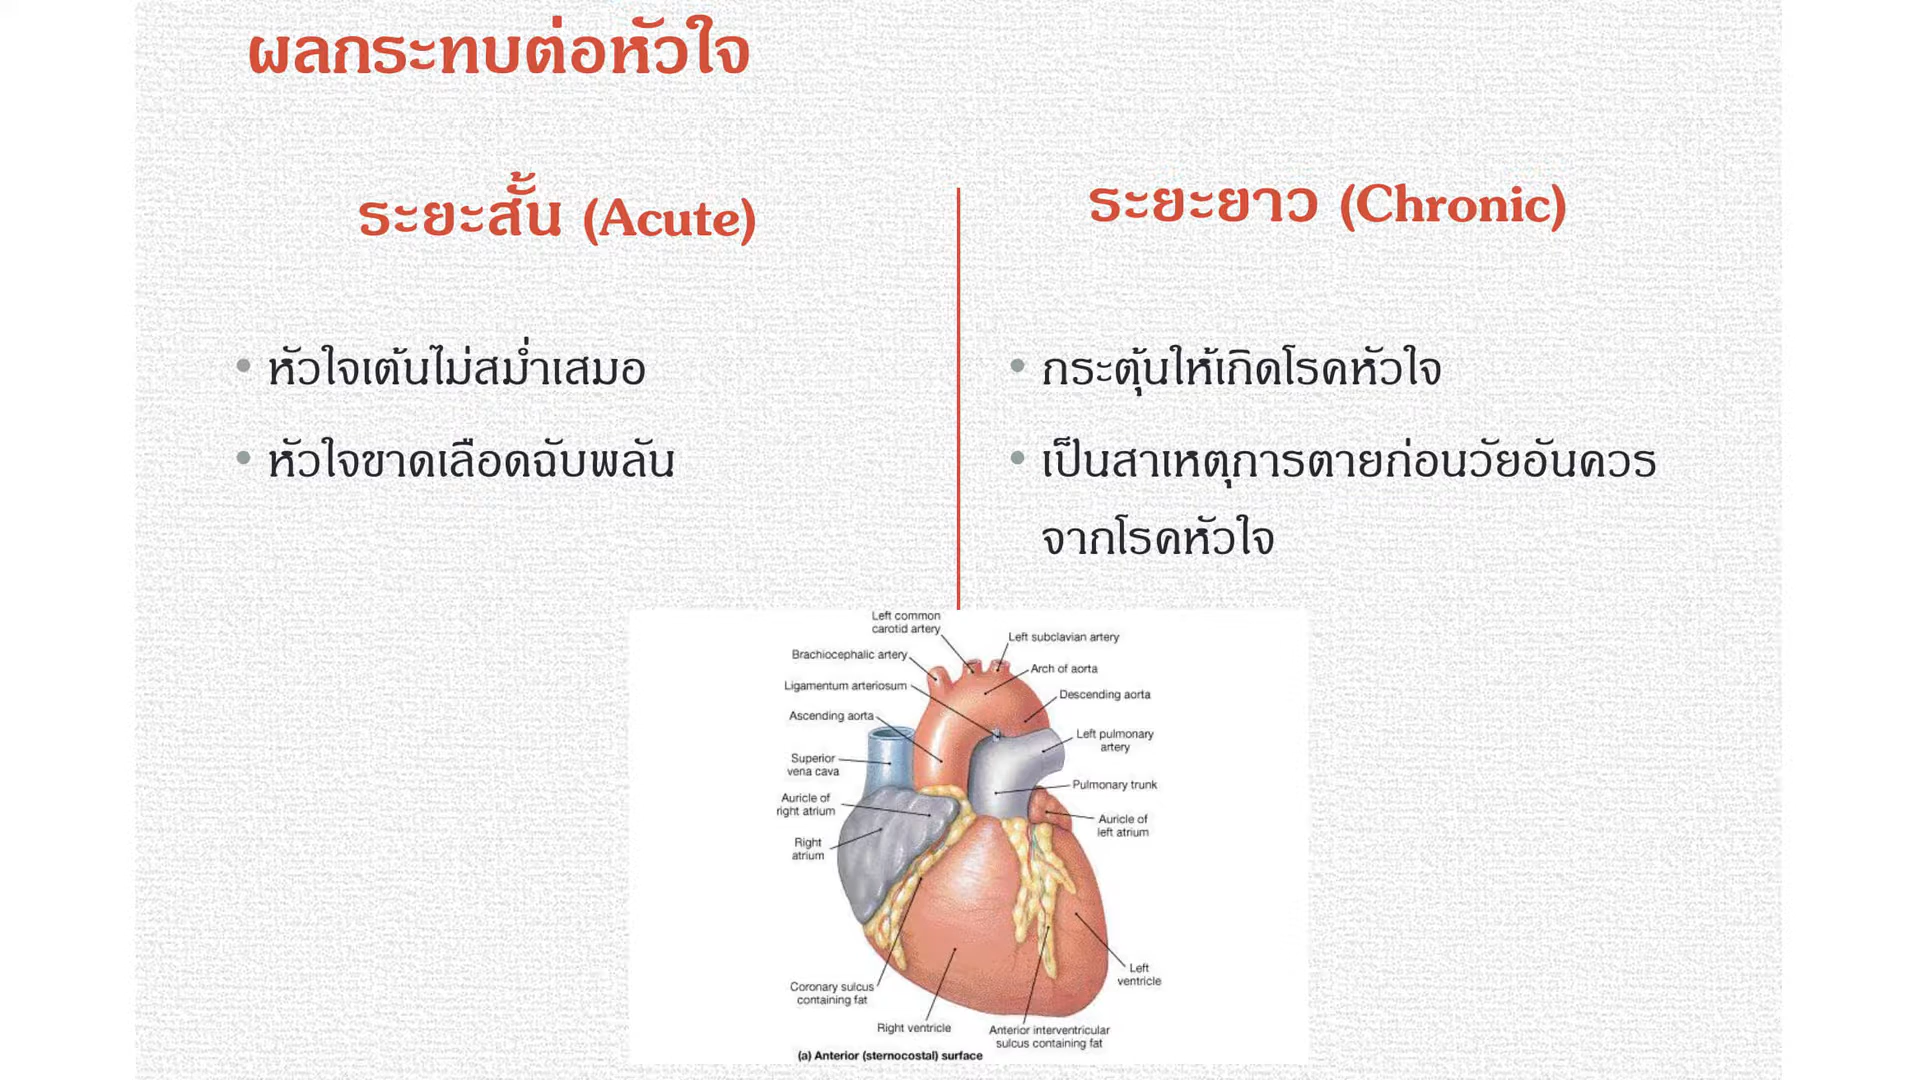 ผลกระทบต่อหัวใจ
ระยะสั้น (Acute)
• หัวใจเต้นไม่สม่ำเสมอ
• หัวใจขาดเลือดฉับพลัน
ระยะยาว (Chronic)
• กระตุ้นให้เกิดโรคหัวใจ
• เป็นสาเหตุการตายก่อนวัยอันควร
จากโรคหัวใจ
Left common
carotid artery
Left subclavian artery
Brachiocephalic artery
Arch of aorta
Ligamentum arteriosum
Descending aorta
Ascending aorta
Left pulmonary
artery
Superior
vena cava
Pulmonary trunk
Auricle of
right atrium
Auricle of
left atrium
Right
atrium
Left
ventricle
Coronary sulcus
containing fat
Right ventricle
Anterior interventricular
sulcus containing fat
(a) Anterior (sternocostal) surface